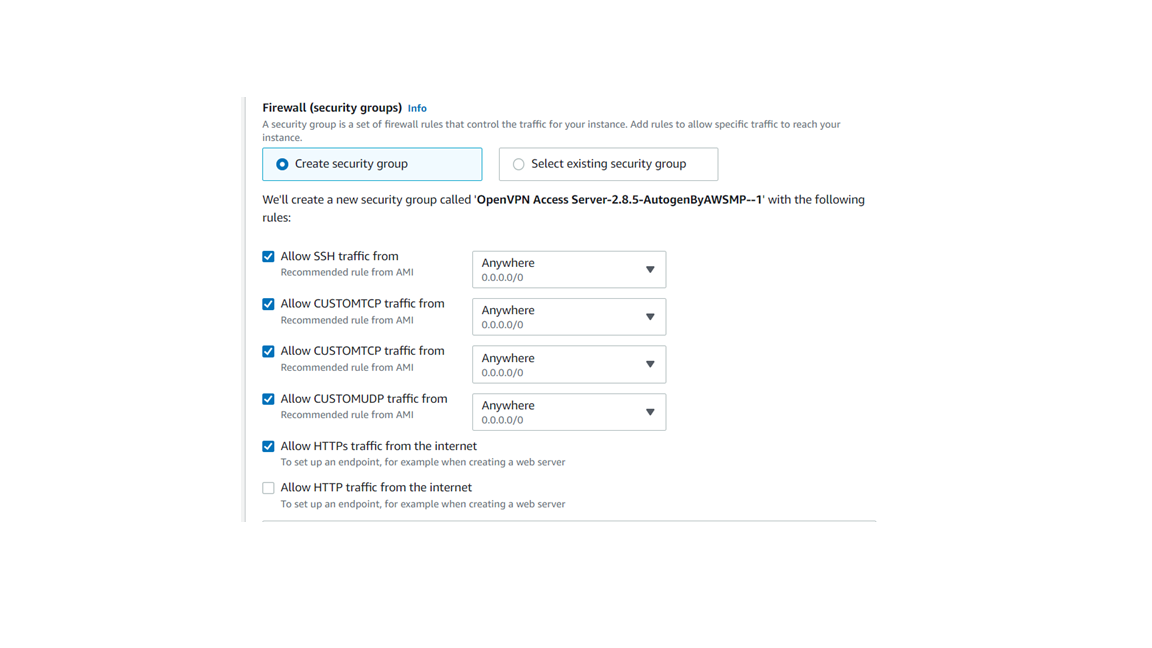 Firewall (security groups) Info
A security group is a set of firewall rules that control the traffic for your instance. Add rules to allow specific traffic to reach your
instance.
Create security group
Select existing security group
We'll create a new security group called 'OpenVPN Access Server-2.8.5-AutogenByAWSMP--1' with the following
rules:
Allow SSH traffic from
Recommended rule from AMI
Anywhere
0.0.0.0/0
Allow CUSTOMTCP traffic from
Recommended rule from AMI
Anywhere
0.0.0.0/0
Allow CUSTOMTCP traffic from
Recommended rule from AMI
Anywhere
0.0.0.0/0
Allow CUSTOMUDP traffic from
Recommended rule from AMI
Anywhere
0.0.0.0/0
Allow HTTPs traffic from the internet
To set up an endpoint, for example when creating a web server
Allow HTTP traffic from the internet
To set up an endpoint, for example when creating a web server